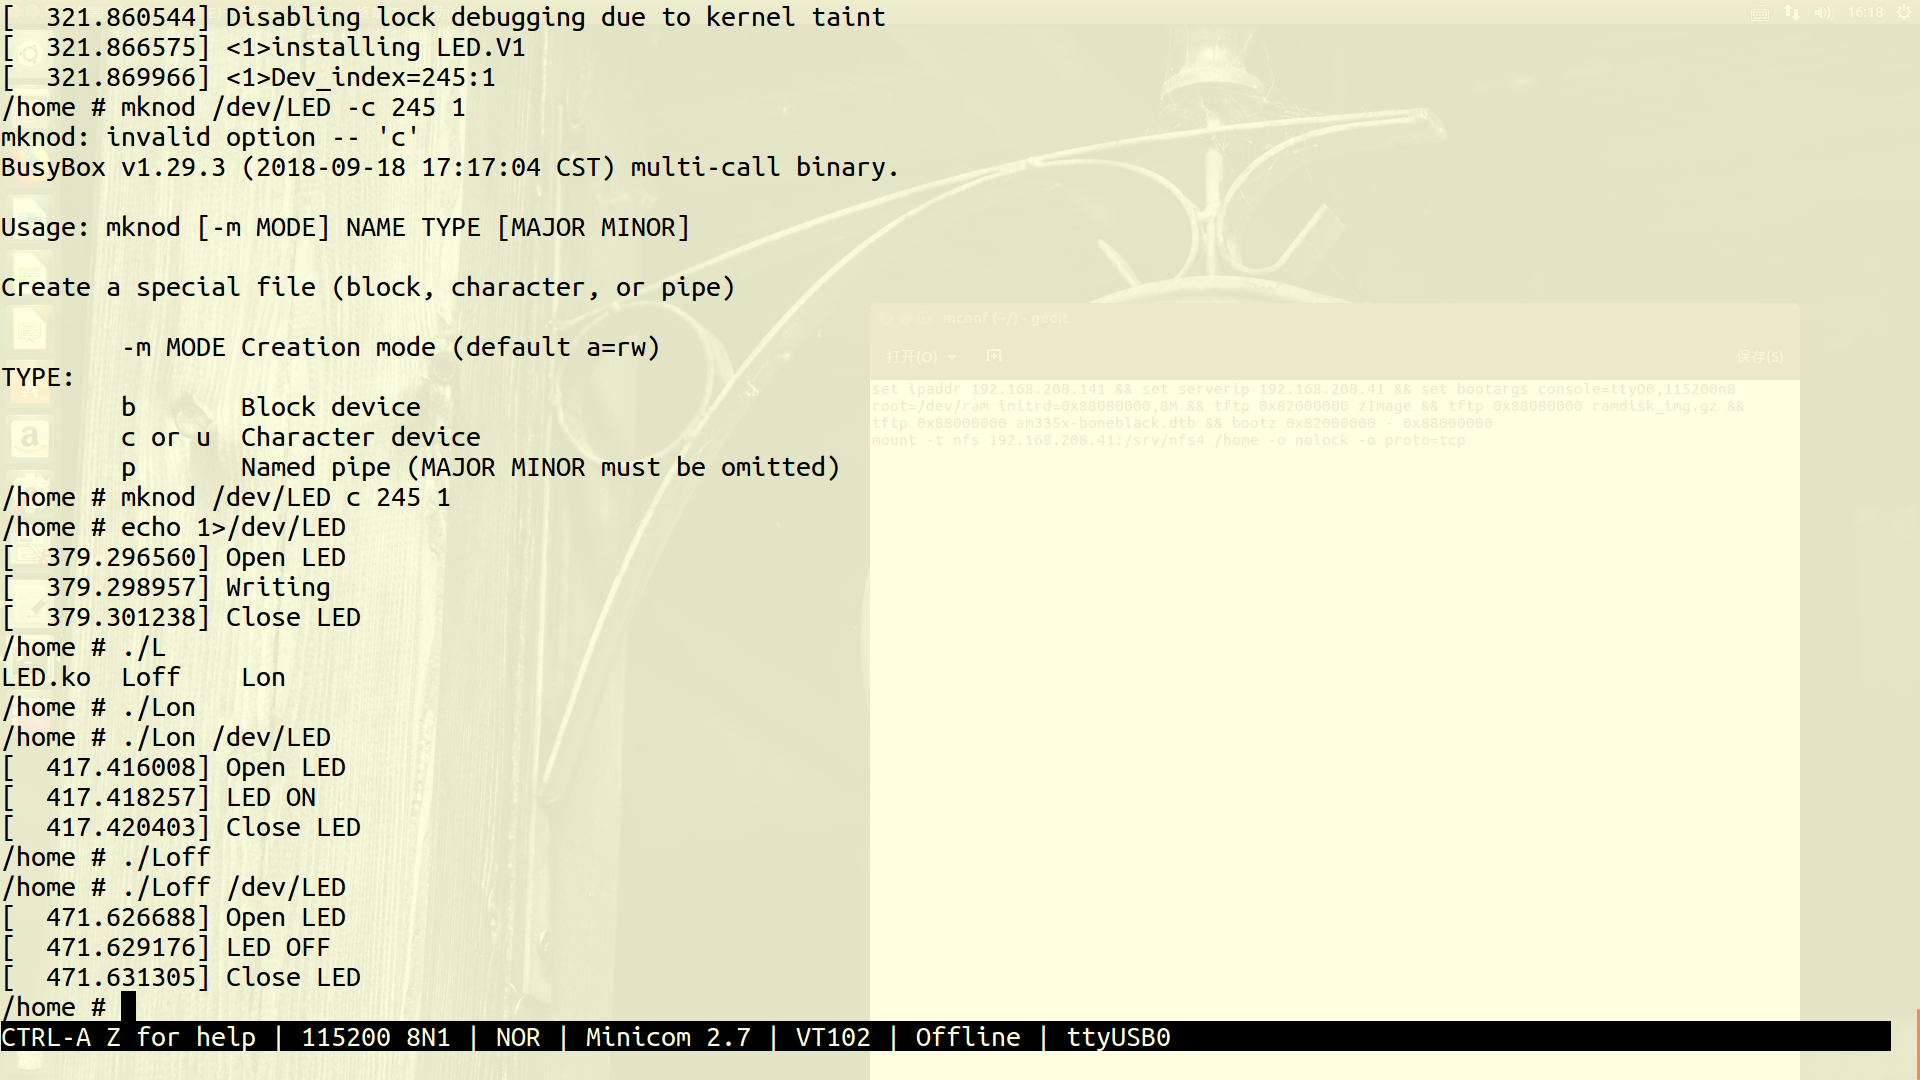 [  321.860544] Disabling lock debugging due to kernel taint
[  321.866575] <1>installing LED.V1
[  321.869966] <1>Dev_index=245:1
/home # mknod /dev/LED -c 245 1
mknod: invalid option -- 'c'
BusyBox v1.29.3 (2018-09-18 17:17:04 CST) multi-call binary.
Usage: mknod [-m MODE] NAME TYPE [MAJOR MINOR]
Create a special file (block, character, or pipe)
        -m MODE Creation mode (default a=rw)
TYPE:
        b       Block device
        c or u  Character device
        p       Named pipe (MAJOR MINOR must be omitted)
/home # mknod /dev/LED c 245 1
/home # echo 1>/dev/LED
[  379.296560] Open LED
[  379.298957] Writing
[  379.301238] Close LED
/home # ./L
LED.ko  Loff    Lon
/home # ./Lon
/home # ./Lon /dev/LED
[  417.416008] Open LED
[  417.418257] LED ON
[  417.420403] Close LED
/home # ./Loff
/home # ./Loff /dev/LED
[  471.626688] Open LED
[  471.629176] LED OFF
[  471.631305] Close LED
/home #
CTRL-A Z for help | 115200 8N1 | NOR | Minicom 2.7 | VT102 | Offline | ttyUSB0
16:18
mconf (~/) - gedit
打开(O)
保存(S)
set ipaddr 192.168.208.141 && set serverip 192.168.208.41 && set bootargs console=ttyO0,115200n8
root=/dev/ram initrd=0x88080000,8M && tftp 0x82000000 zImage && tftp 0x88080000 ramdisk_img.gz &&
tftp 0x88000000 am335x-boneblack.dtb && bootz 0x82000000 - 0x88000000
mount -t nfs 192.168.208.41:/srv/nfs4 /home -o nolock -o proto=tcp